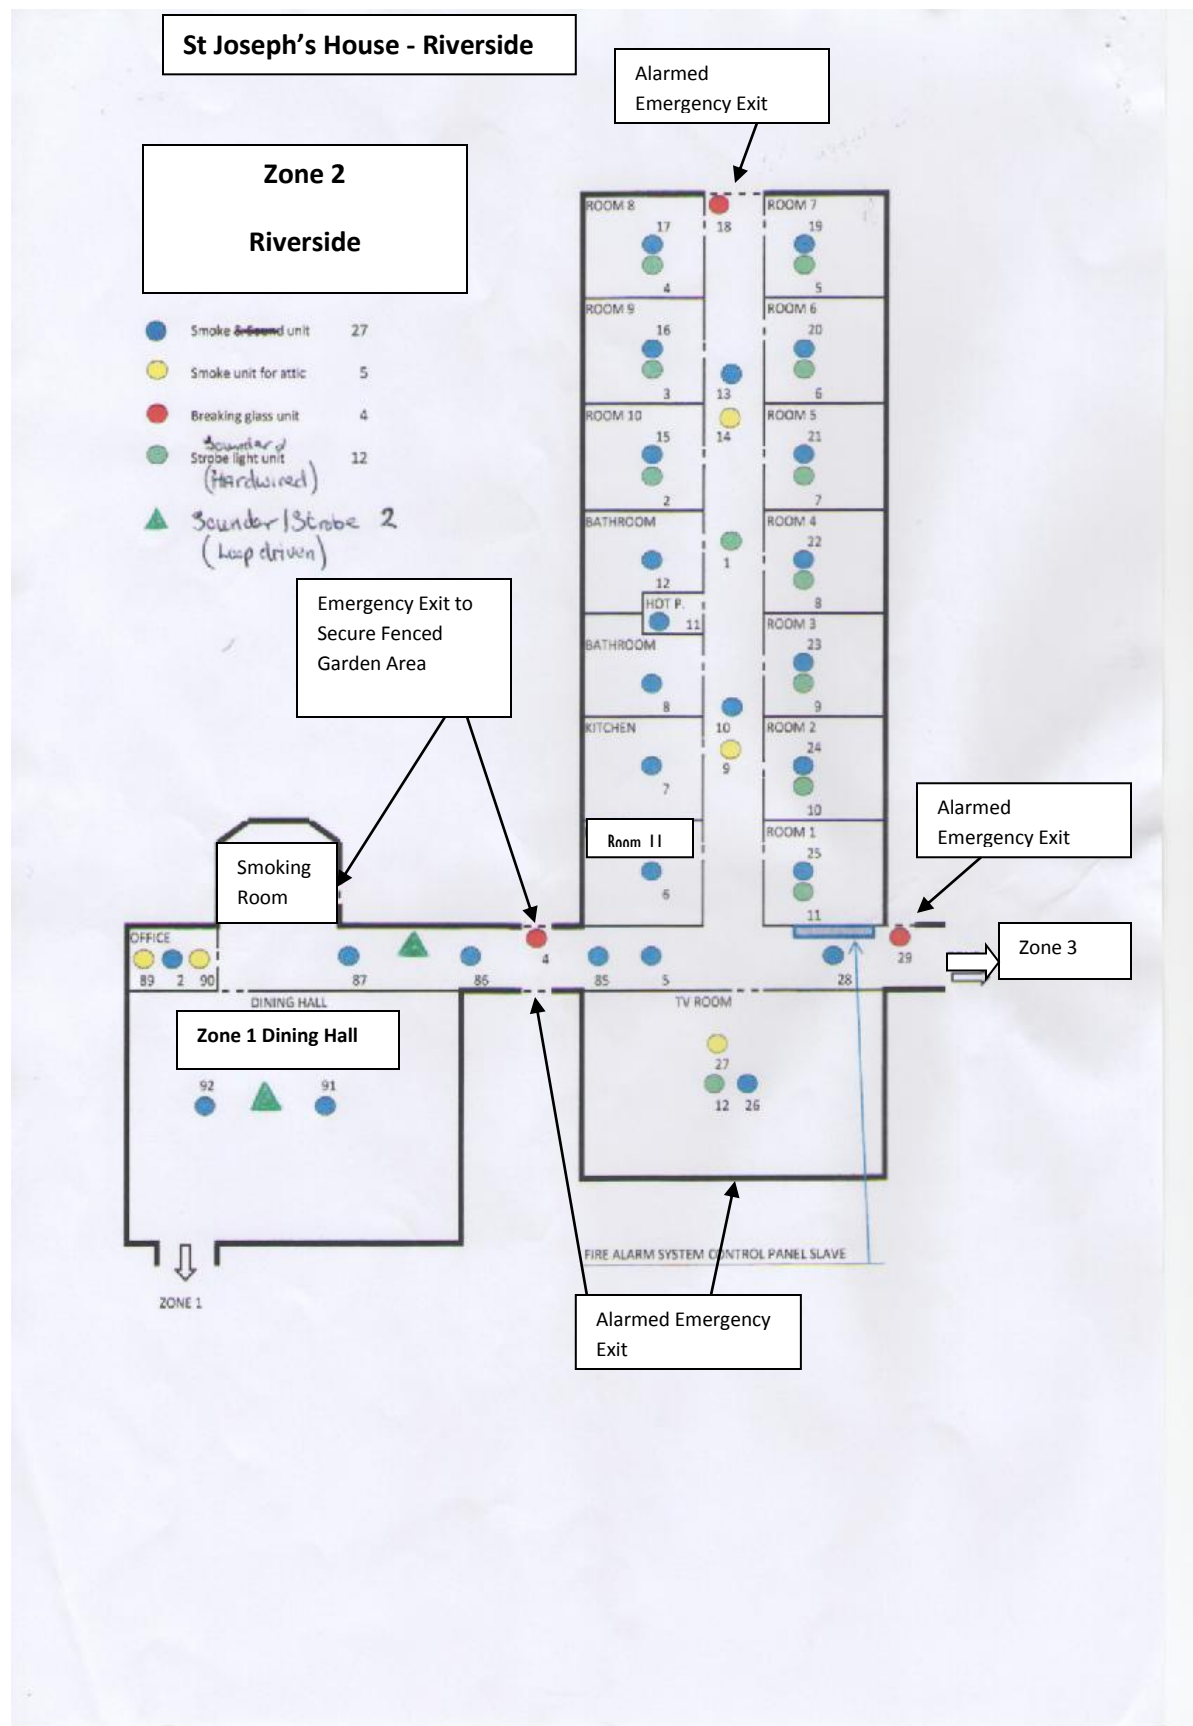 St Joseph's House - Riverside
Alarmed
Emergency Exit
Zone 2
Riverside
Smoke & Sound unit 27
Smoke unit for attic 5
Breaking glass unit 4
Sounder &
Strobe light unit 12
(Hardwired)
Sounder/Strobe 2
(Loop driven)
ROOM 8
17
4
18
ROOM 7
19
5
ROOM 9
16
3
13
ROOM 6
20
6
ROOM 10
15
2
14
ROOM 5
21
7
BATHROOM
12
1
ROOM 4
22
8
HOT P.
11
BATHROOM
8
10
ROOM 3
23
9
KITCHEN
7
9
ROOM 2
24
10
Room 11
6
ROOM 1
25
11
Emergency Exit to
Secure Fenced
Garden Area
Alarmed
Emergency Exit
Smoking
Room
OFFICE
89 2 90
87
86
4
85
5
28
29
Zone 3
DINING HALL
Zone 1 Dining Hall
92
91
TV ROOM
27
12 26
FIRE ALARM SYSTEM CONTROL PANEL SLAVE
ZONE 1
Alarmed Emergency
Exit